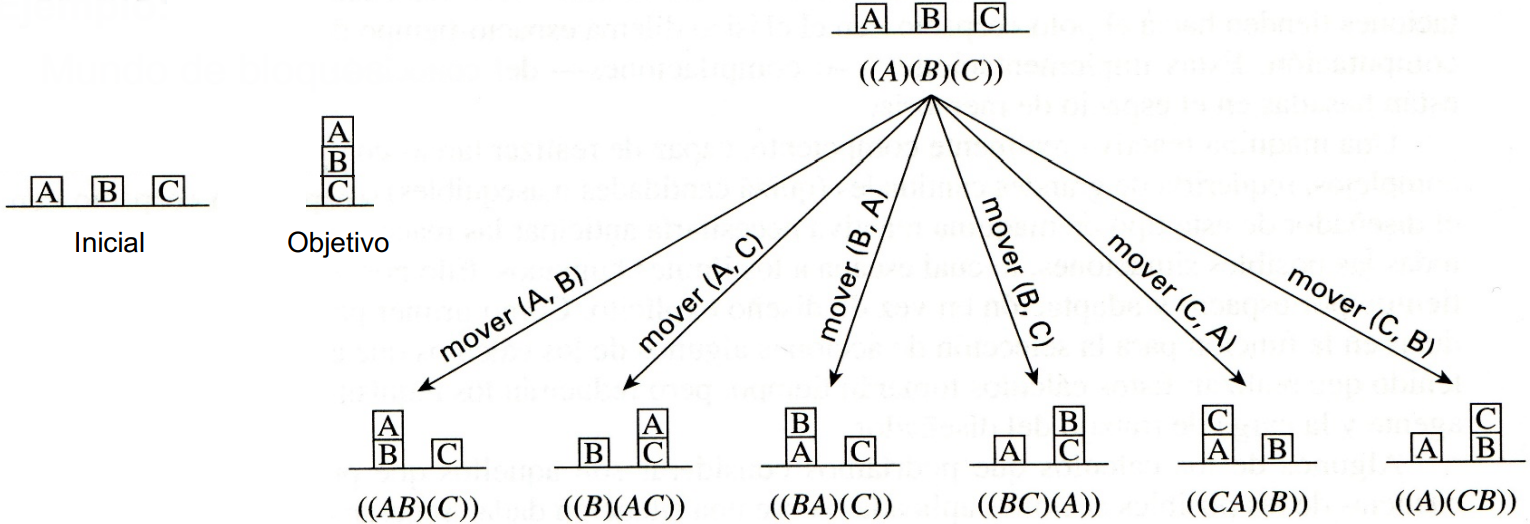 A B C
((A)(B)(C))
A
B
C
A B C
Inicial
Objetivo
mover (A, B)
mover (A, C)
mover (B, A)
mover (B, C)
mover (C, A)
mover (C, B)
A
B C
((AB)(C))
A
B C
((B)(AC))
B
A C
((BA)(C))
B
A C
((BC)(A))
C
A B
((CA)(B))
C
A B
((A)(CB))